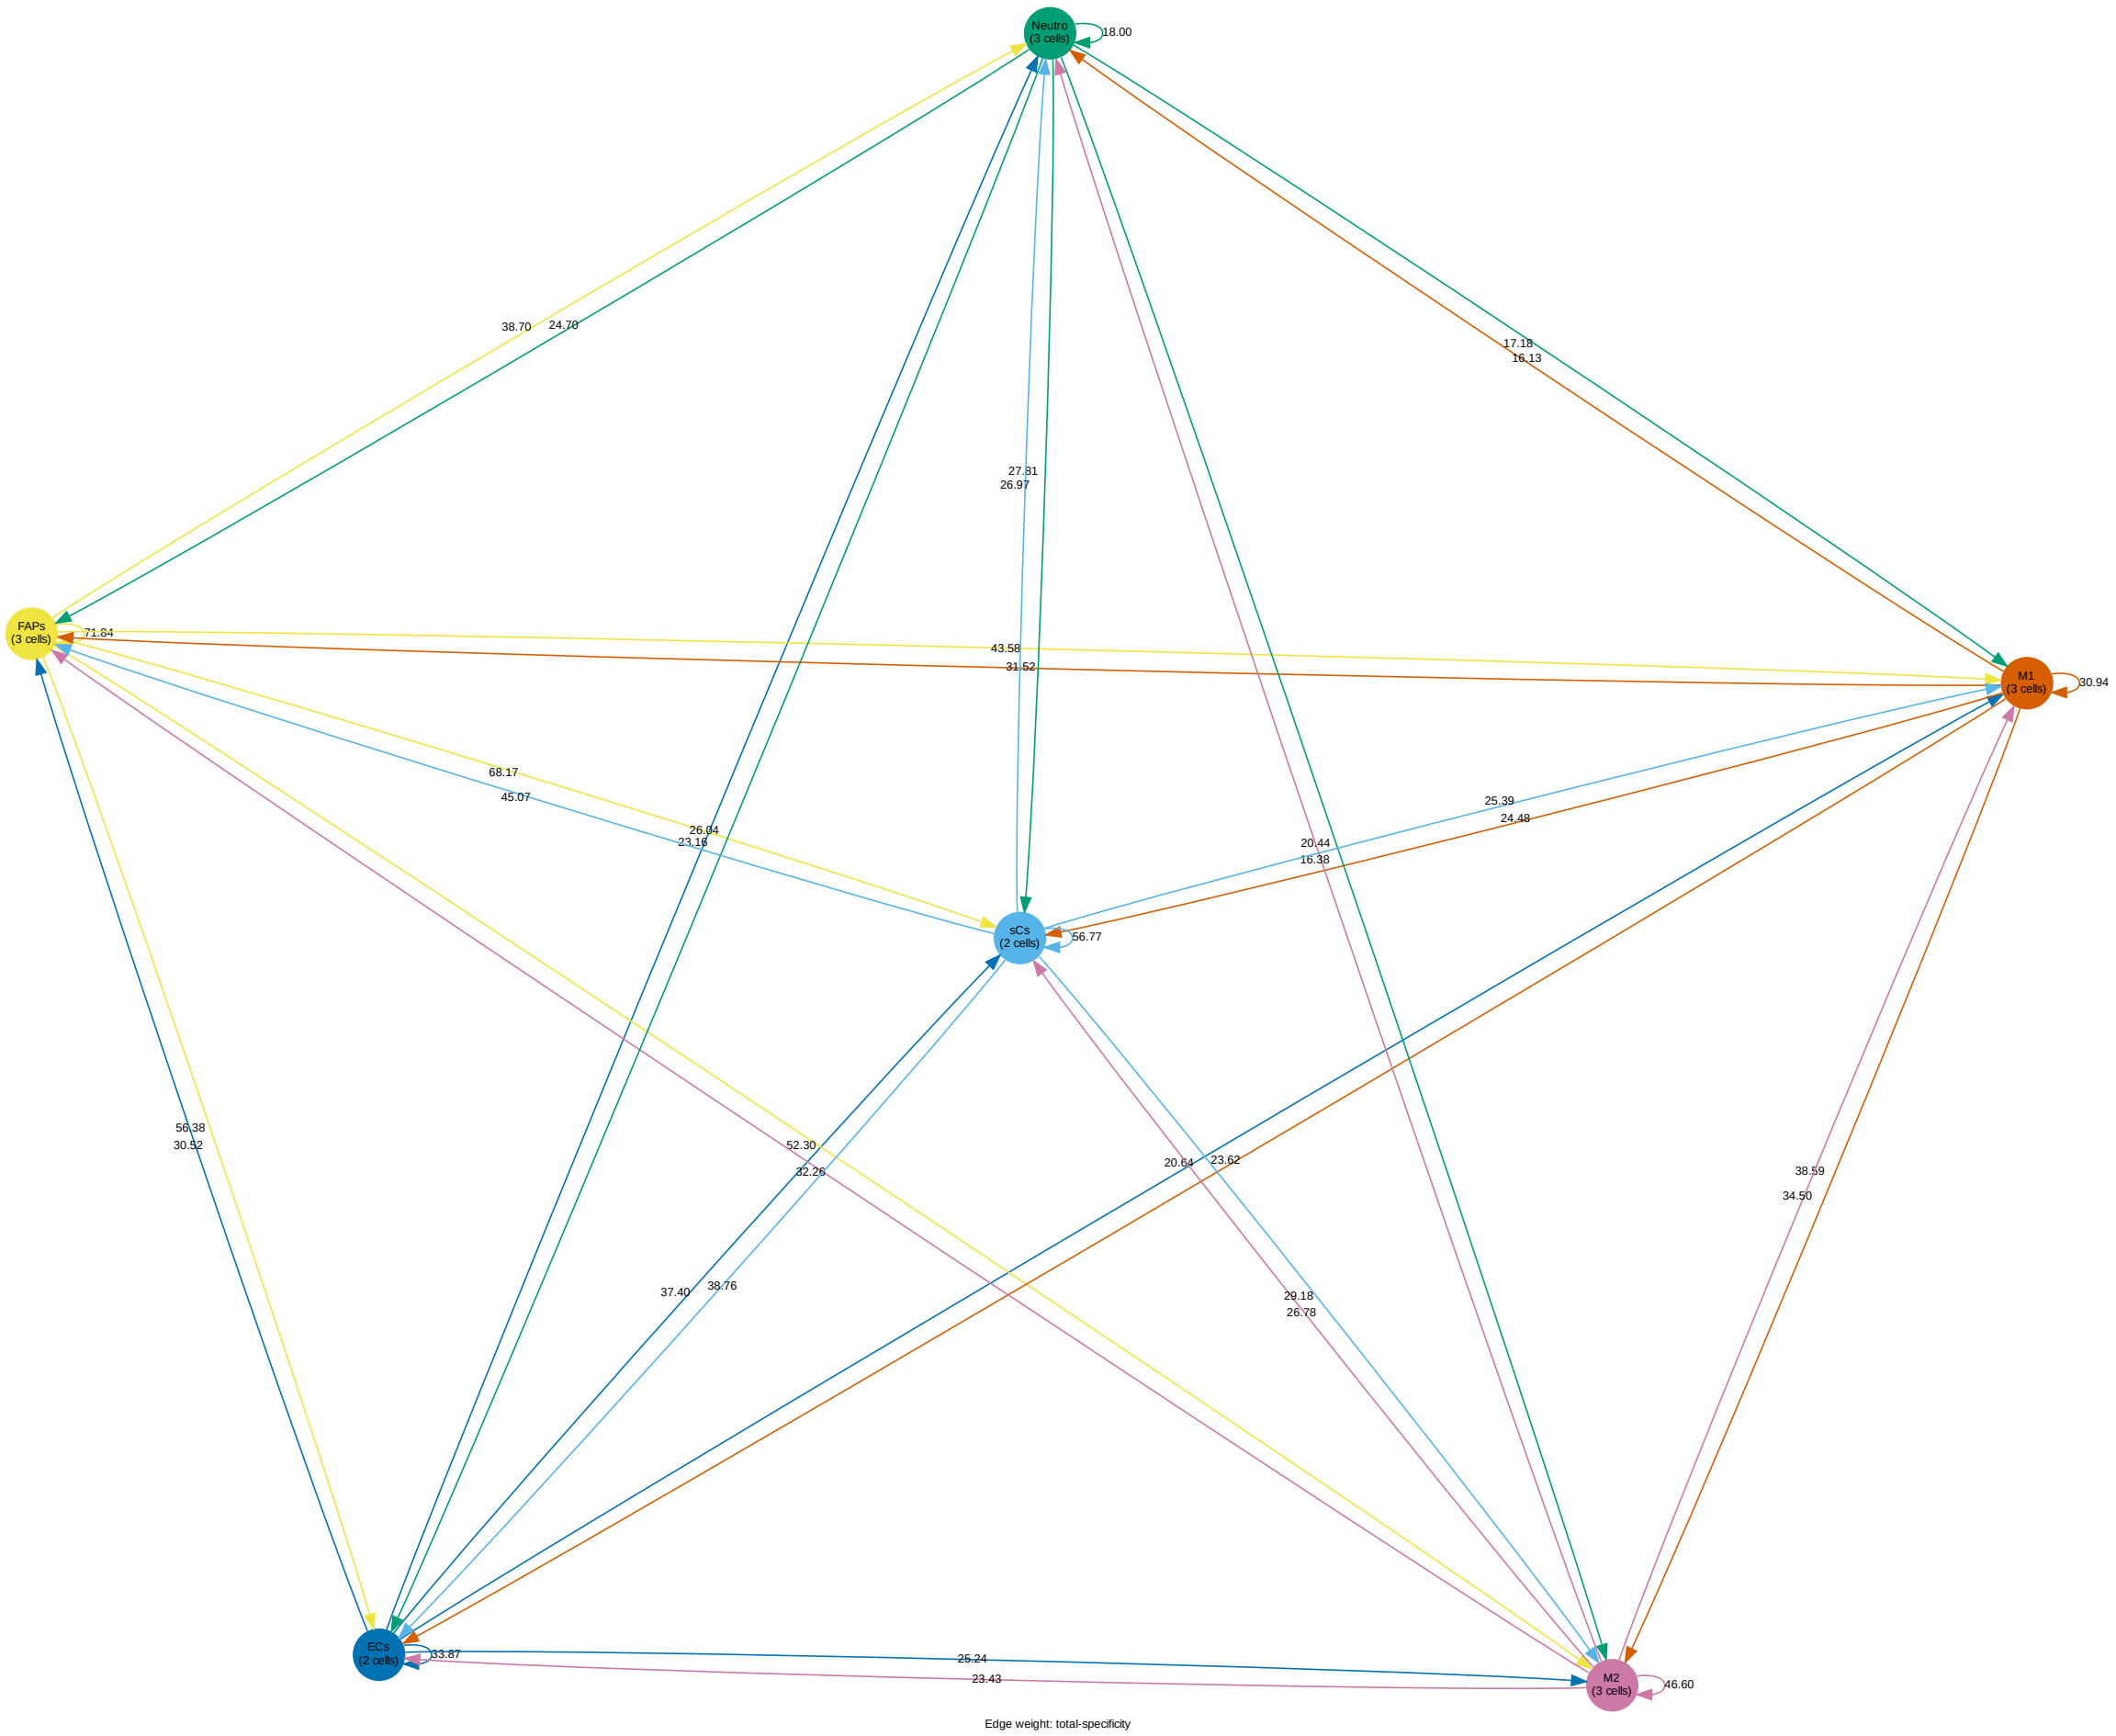 Neutro
(3 cells)
18.00
38.70
24.70
17.18
16.13
27.81
26.97
FAPs
(3 cells)
71.84
43.58
31.52
M1
(3 cells)
30.94
68.17
45.07
26.04
23.16
25.39
24.48
20.44
16.38
sCs
(2 cells)
56.77
56.38
30.52
52.30
32.26
20.64
23.62
38.59
34.50
37.40
38.76
29.18
26.78
ECs
(2 cells)
33.87
25.24
23.43
M2
(3 cells)
46.60
Edge weight: total-specificity